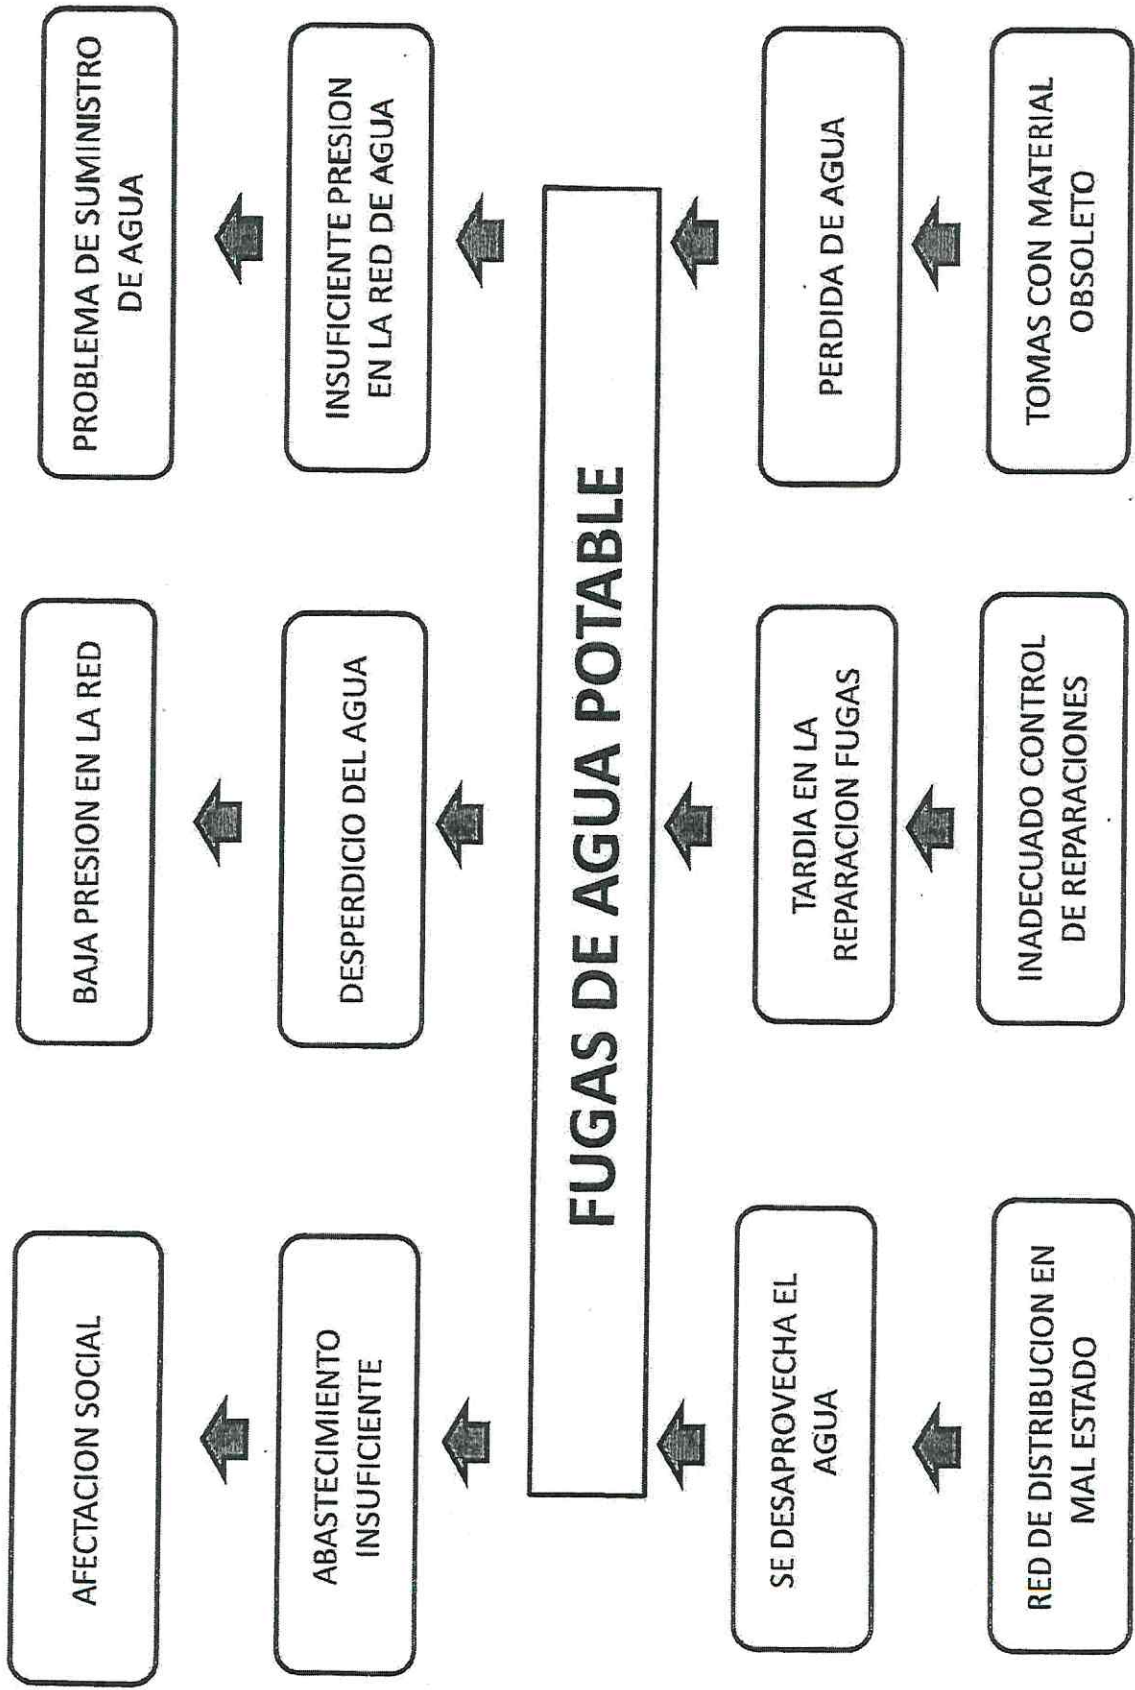 AFECTACION SOCIAL
BAJA PRESION EN LA RED
PROBLEMA DE SUMINISTRO
DE AGUA
ABASTECIMIENTO
INSUFICIENTE
DESPERDICIO DEL AGUA
INSUFICIENTE PRESION
EN LA RED DE AGUA
FUGAS DE AGUA POTABLE
SE DESAPROVECHA EL
AGUA
TARDIA EN LA
REPARACION FUGAS
PERDIDA DE AGUA
RED DE DISTRIBUCION EN
MAL ESTADO
INADECUADO CONTROL
DE REPARACIONES
TOMAS CON MATERIAL
OBSOLETO